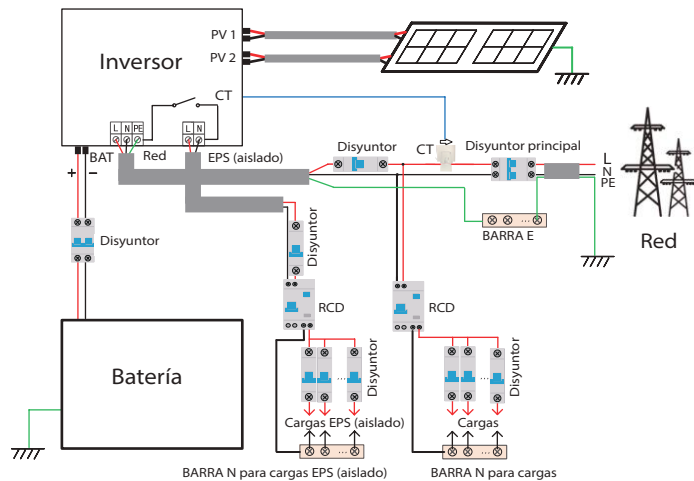 PV 1
PV 2
Inversor
CT
L N PE
L N
BAT
Red
EPS (aislado)
+ −
Disyuntor
CT
Disyuntor principal
L
N
PE
BARRA E
Red
Disyuntor
Disyuntor
RCD
RCD
Batería
Disyuntor
Disyuntor
...
...
...
Cargas EPS (aislado)
Cargas
...
...
BARRA N para cargas EPS (aislado)
BARRA N para cargas